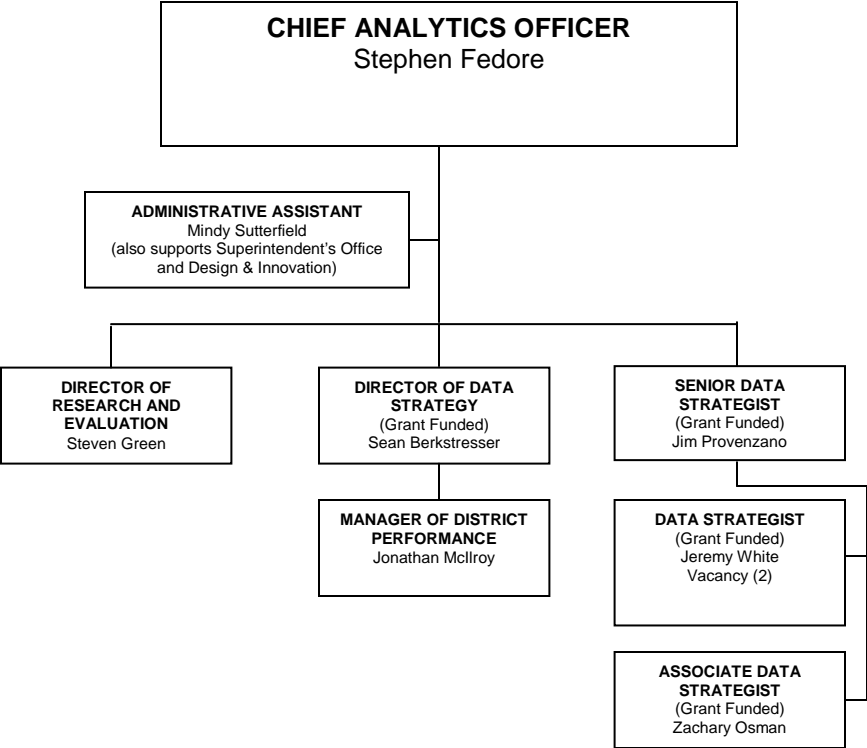 CHIEF ANALYTICS OFFICER
Stephen Fedore
ADMINISTRATIVE ASSISTANT
Mindy Sutterfield
(also supports Superintendent’s Office
and Design & Innovation)
DIRECTOR OF
RESEARCH AND
EVALUATION
Steven Green
DIRECTOR OF DATA
STRATEGY
(Grant Funded)
Sean Berkstresser
SENIOR DATA
STRATEGIST
(Grant Funded)
Jim Provenzano
MANAGER OF DISTRICT
PERFORMANCE
Jonathan McIlroy
DATA STRATEGIST
(Grant Funded)
Jeremy White
Vacancy (2)
ASSOCIATE DATA
STRATEGIST
(Grant Funded)
Zachary Osman